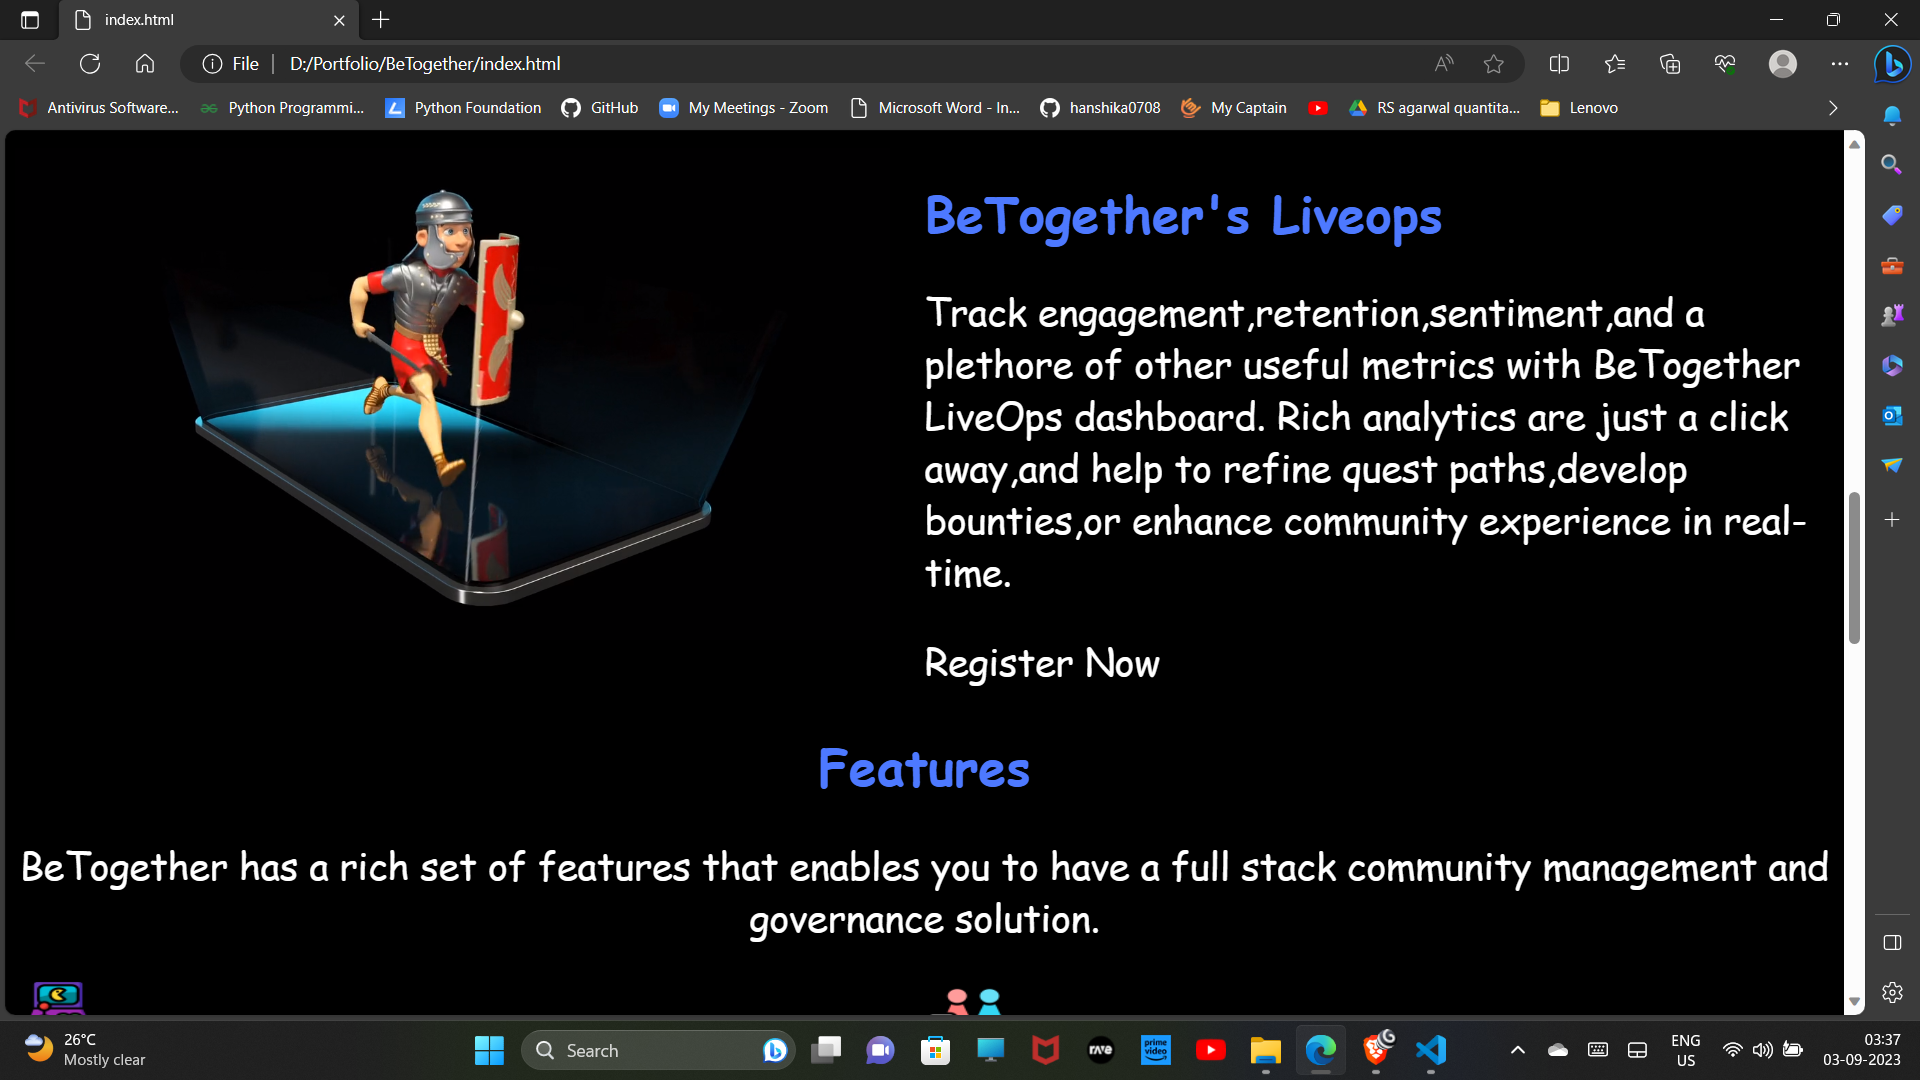 index.html
File
D:/Portfolio/BeTogether/index.html
Antivirus Software... Python Programmi... Python Foundation GitHub My Meetings - Zoom Microsoft Word - In... hanshika0708 My Captain RS agarwal quantita... Lenovo
BeTogether's Liveops
Track engagement,retention,sentiment,and a
plethore of other useful metrics with BeTogether
LiveOps dashboard. Rich analytics are just a click
away,and help to refine quest paths,develop
bounties,or enhance community experience in real-
time.
Register Now
Features
BeTogether has a rich set of features that enables you to have a full stack community management and
governance solution.
26°C
Mostly clear
Search
rave
prime video
ENG
US
03:37
03-09-2023